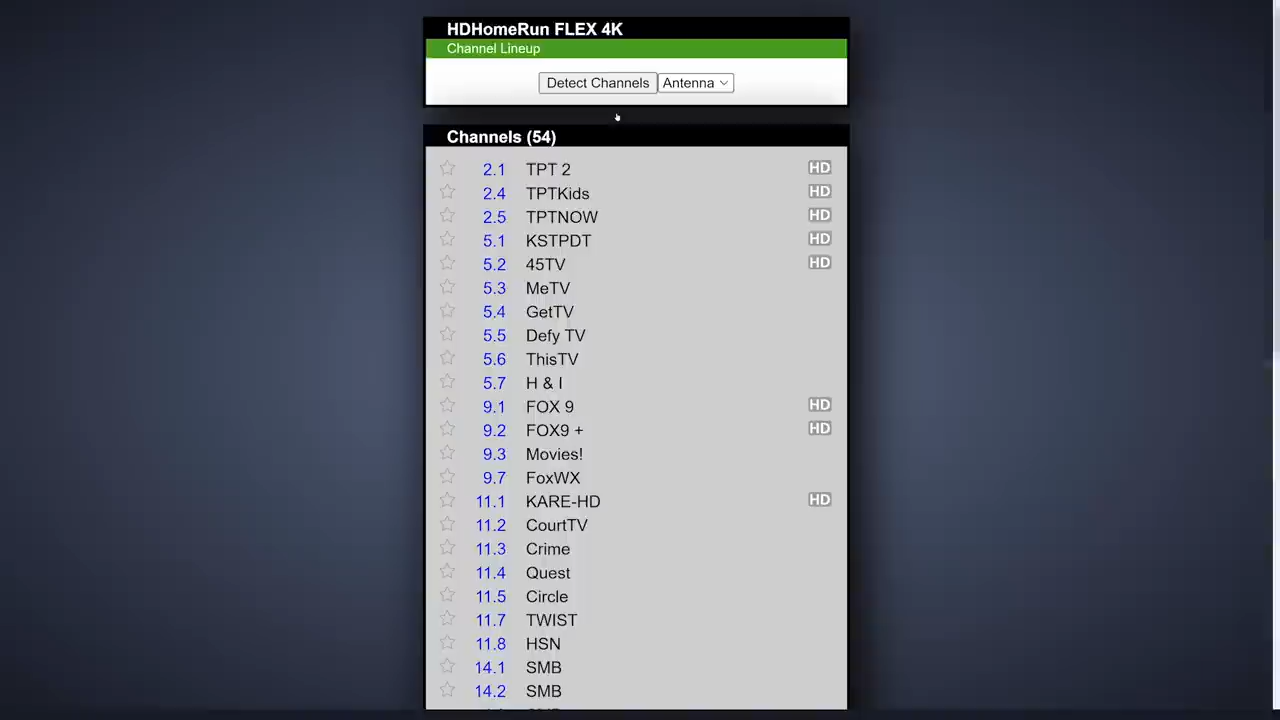 HDHomeRun FLEX 4K
Channel Lineup
Detect Channels Antenna
Channels (54)
2.1 TPT 2 HD
2.4 TPTKids HD
2.5 TPTNOW HD
5.1 KSTPDT HD
5.2 45TV HD
5.3 MeTV
5.4 GetTV
5.5 Defy TV
5.6 ThisTV
5.7 H & I
9.1 FOX 9 HD
9.2 FOX9 + HD
9.3 Movies!
9.7 FoxWX
11.1 KARE-HD HD
11.2 CourtTV
11.3 Crime
11.4 Quest
11.5 Circle
11.7 TWIST
11.8 HSN
14.1 SMB
14.2 SMB